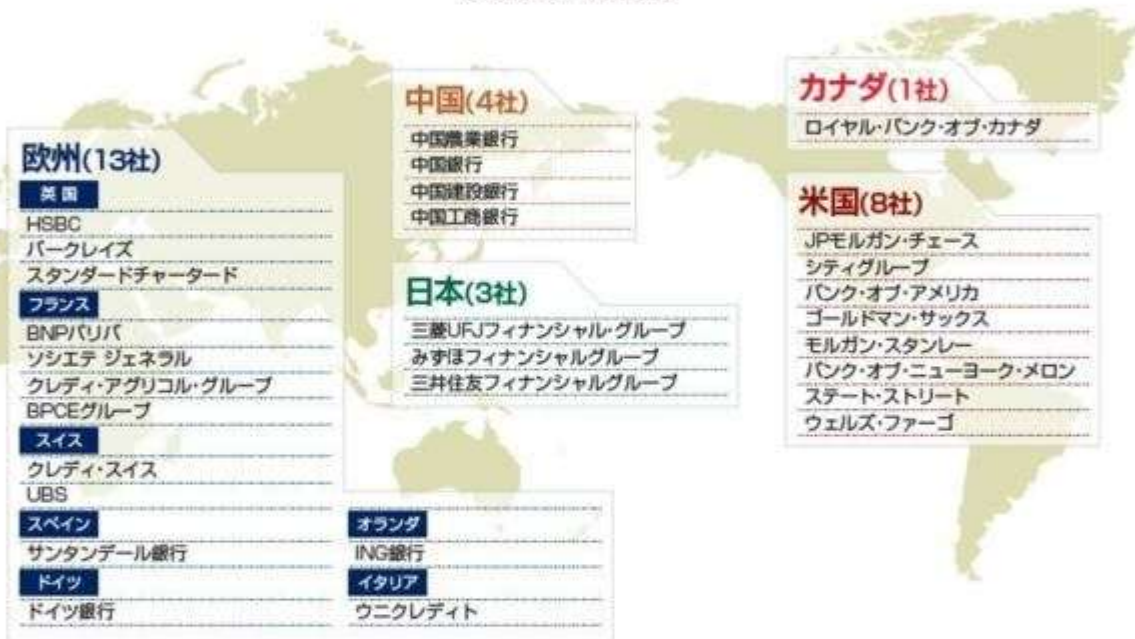 欧州(13社)
英国
HSBC
バークレイズ
スタンダードチャータード
フランス
BNPパリバ
ソシエテ ジェネラル
クレディ・アグリコル・グループ
BPCEグループ
スイス
クレディ・スイス
UBS
スペイン
サンタンデール銀行
ドイツ
ドイツ銀行
オランダ
ING銀行
イタリア
ウニクレディト
中国(4社)
中国農業銀行
中国銀行
中国建設銀行
中国工商銀行
日本(3社)
三菱UFJフィナンシャル・グループ
みずほフィナンシャルグループ
三井住友フィナンシャルグループ
カナダ(1社)
ロイヤル・バンク・オブ・カナダ
米国(8社)
JPモルガン・チェース
シティグループ
バンク・オブ・アメリカ
ゴールドマン・サックス
モルガン・スタンレー
バンク・オブ・ニューヨーク・メロン
ステート・ストリート
ウェルズ・ファーゴ